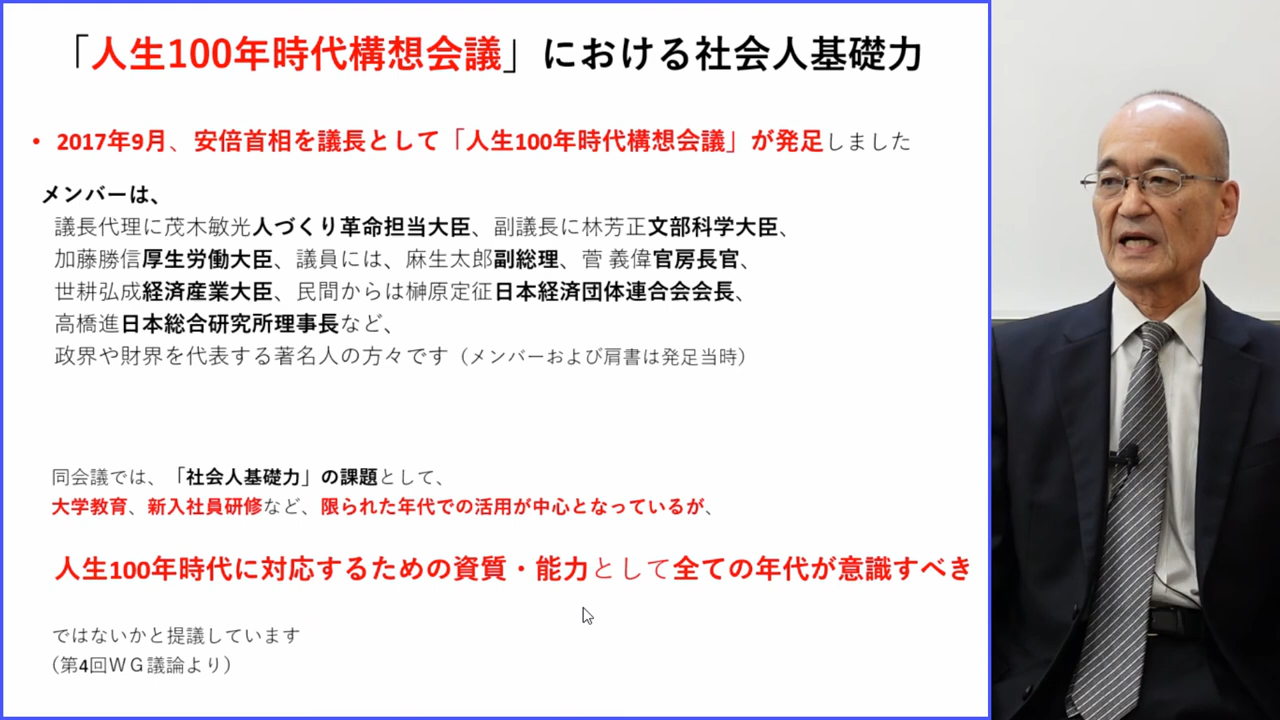 「人生100年時代構想会議」における社会人基礎力
• 2017年9月、安倍首相を議長として「人生100年時代構想会議」が発足しました
メンバーは、
議長代理に茂木敏光人づくり革命担当大臣、副議長に林芳正文部科学大臣、
加藤勝信厚生労働大臣、議員には、麻生太郎副総理、菅 義偉官房長官、
世耕弘成経済産業大臣、民間からは榊原定征日本経済団体連合会会長、
高橋進日本総合研究所理事長など、
政界や財界を代表する著名人の方々です（メンバーおよび肩書は発足当時）
同会議では、「社会人基礎力」の課題として、
大学教育、新入社員研修など、限られた年代での活用が中心となっているが、
人生100年時代に対応するための資質・能力として全ての年代が意識すべき
ではないかと提議しています
（第4回ＷＧ議論より）